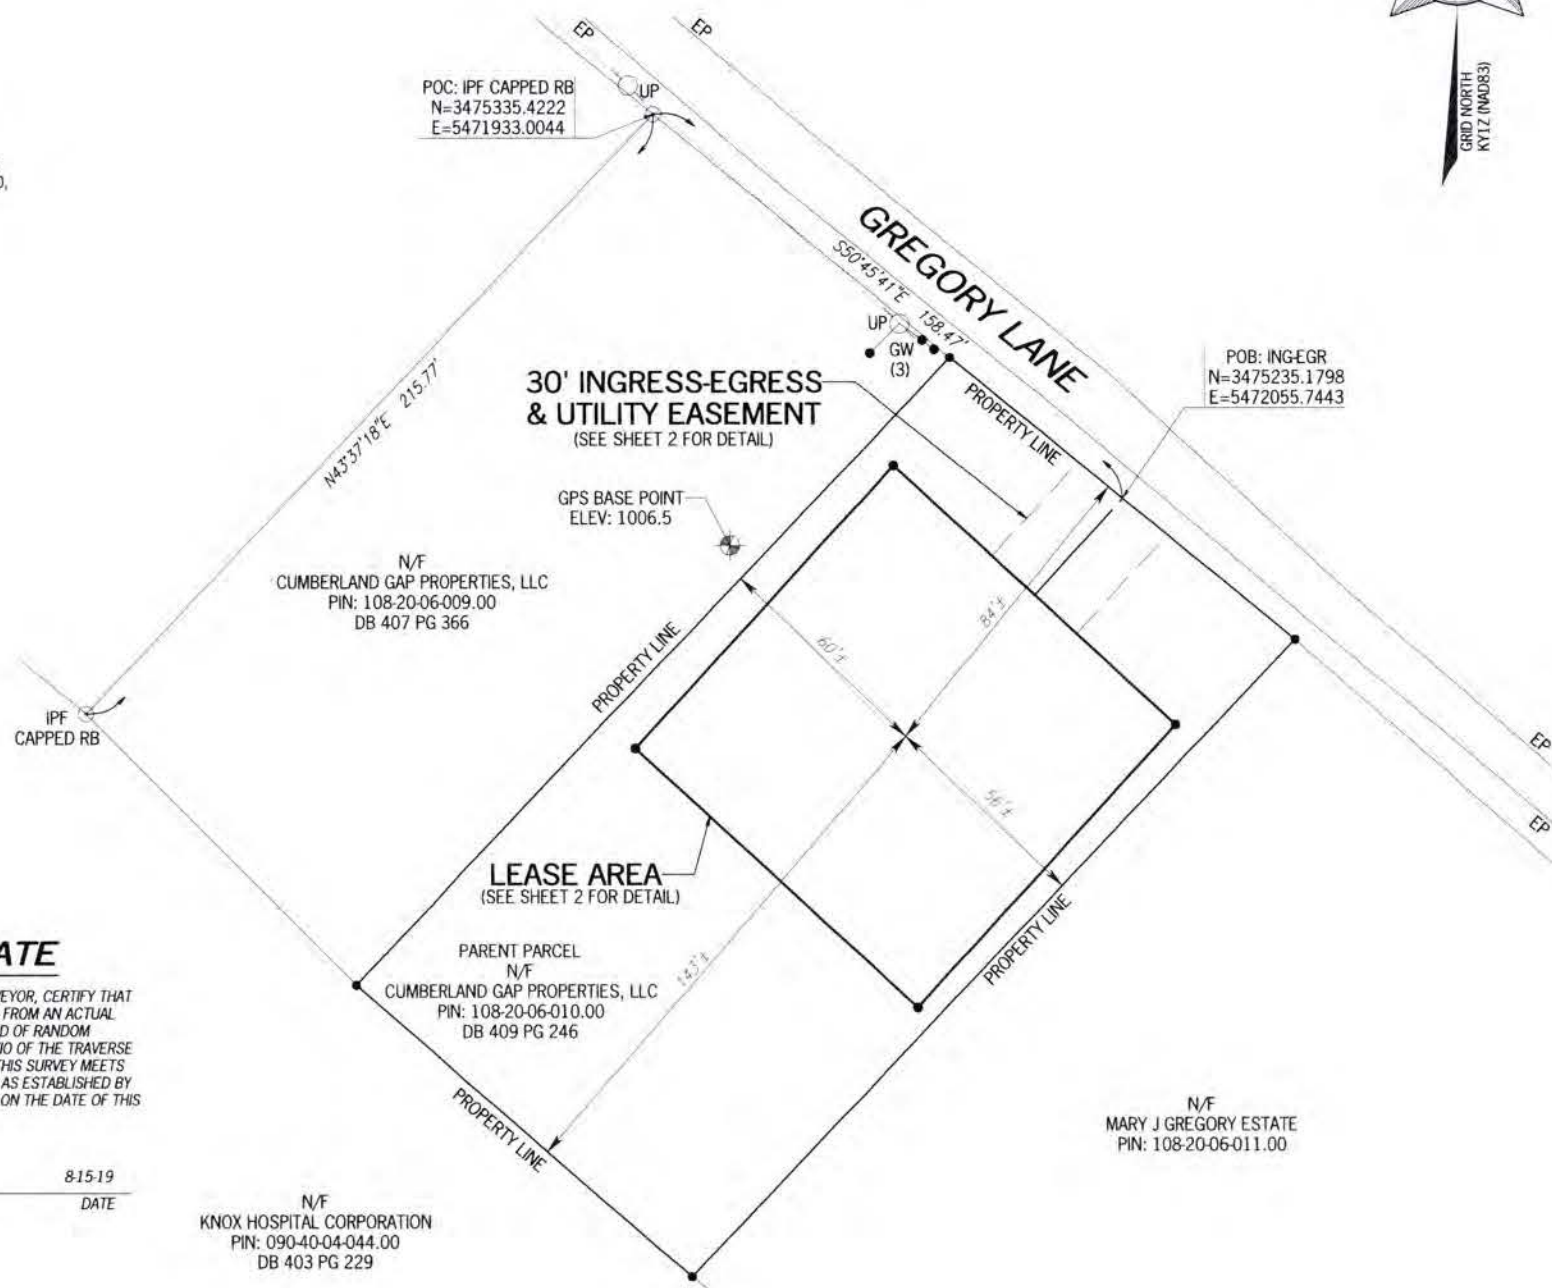 EP
EP
UP
POC: IPF CAPPED RB
N=3475335.4222
E=5471933.0044
GRID NORTH
KY1Z (NAD83)
GREGORY LANE
S50°45'41"E 158.47'
UP
GW
(3)
N43°37'18"E 215.77'
30' INGRESS-EGRESS
& UTILITY EASEMENT
(SEE SHEET 2 FOR DETAIL)
PROPERTY LINE
POB: ING-EGR
N=3475235.1798
E=5472055.7443
GPS BASE POINT
ELEV: 1006.5
N/F
CUMBERLAND GAP PROPERTIES, LLC
PIN: 108-20-06-009.00
DB 407 PG 366
84'±
60'±
PROPERTY LINE
IPF
CAPPED RB
EP
EP
56'±
LEASE AREA
(SEE SHEET 2 FOR DETAIL)
PROPERTY LINE
PARENT PARCEL
N/F
CUMBERLAND GAP PROPERTIES, LLC
PIN: 108-20-06-010.00
DB 409 PG 246
143'±
ATE
EYOR, CERTIFY THAT
FROM AN ACTUAL
D OF RANDOM
IO OF THE TRAVERSE
THIS SURVEY MEETS
AS ESTABLISHED BY
ON THE DATE OF THIS
8-15-19
DATE
PROPERTY LINE
N/F
MARY J GREGORY ESTATE
PIN: 108-20-06-011.00
N/F
KNOX HOSPITAL CORPORATION
PIN: 090-40-04-044.00
DB 403 PG 229